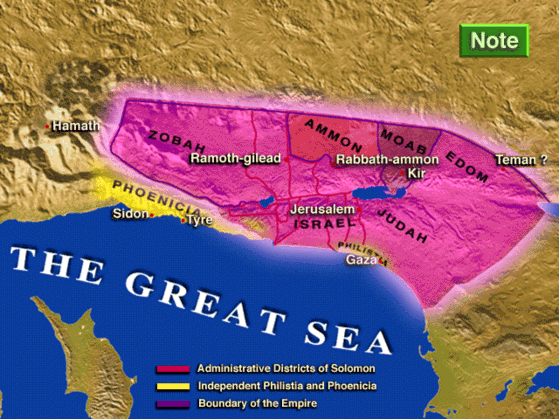 Note
Hamath
ZOBAH
AMMON
MOAB
EDOM
Ramoth-gilead
Rabbath-ammon
Teman ?
Kir
PHOENICIA
Sidon
Tyre
Jerusalem
ISRAEL
JUDAH
PHILISTIA
Gaza
THE GREAT SEA
Administrative Districts of Solomon
Independent Philistia and Phoenicia
Boundary of the Empire